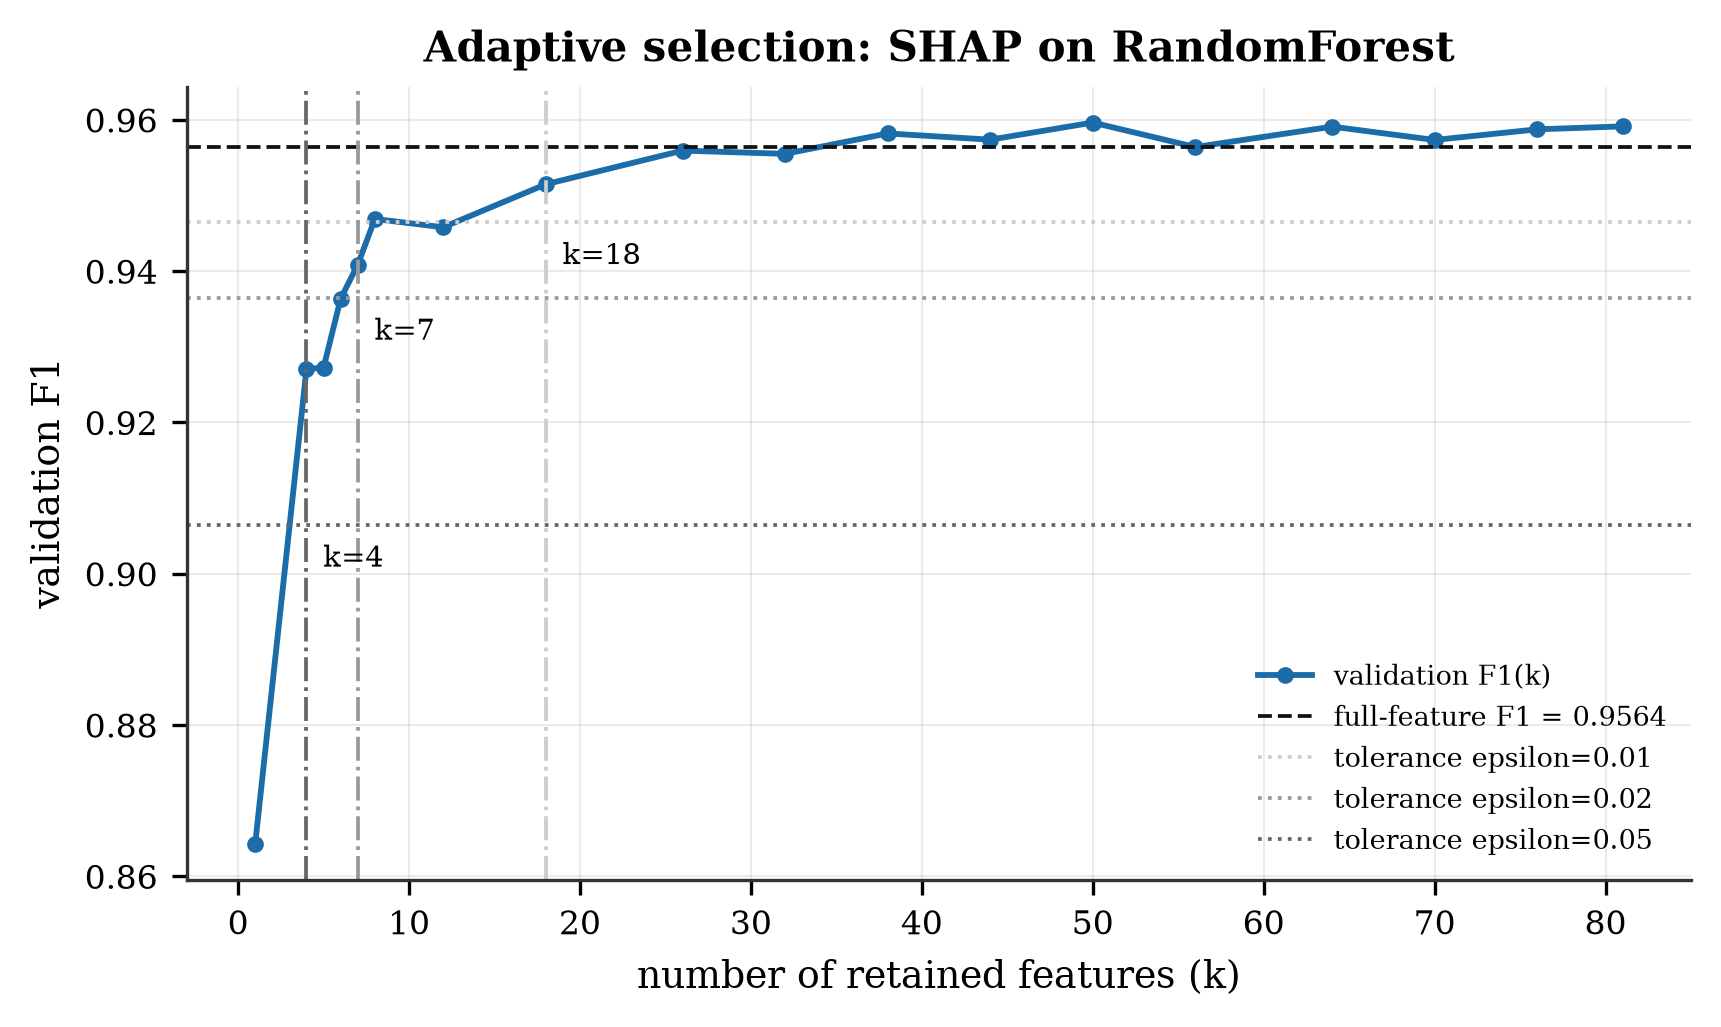 Adaptive selection: SHAP on RandomForest
validation F1
0.96
0.94
0.92
0.90
0.88
0.86
k=18
k=7
k=4
validation F1(k)
full-feature F1 = 0.9564
tolerance epsilon=0.01
tolerance epsilon=0.02
tolerance epsilon=0.05
0 10 20 30 40 50 60 70 80
number of retained features (k)